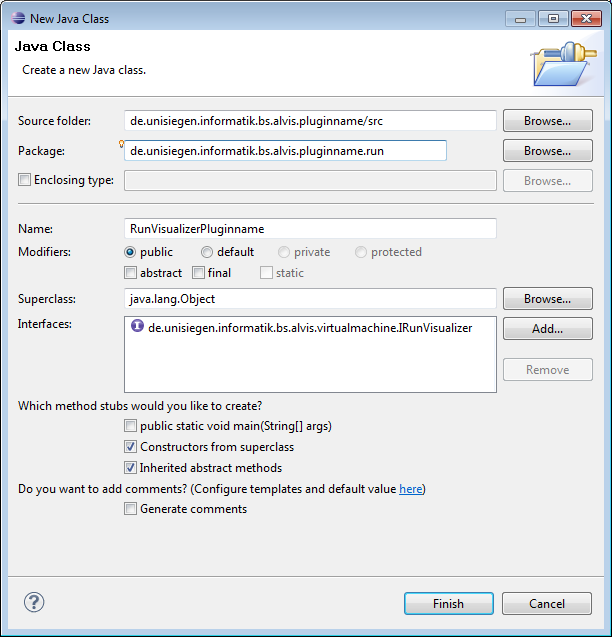 New Java Class
Java Class
Create a new Java class.
Source folder: de.unisiegen.informatik.bs.alvis.pluginname/src Browse...
Package: de.unisiegen.informatik.bs.alvis.pluginname.run Browse...
Enclosing type: Browse...
Name: RunVisualizerPluginname
Modifiers: public default private protected
abstract final static
Superclass: java.lang.Object Browse...
Interfaces: I de.unisiegen.informatik.bs.alvis.virtualmachine.IRunVisualizer Add...
Remove
Which method stubs would you like to create?
public static void main(String[] args)
Constructors from superclass
Inherited abstract methods
Do you want to add comments? (Configure templates and default value here)
Generate comments
? Finish Cancel